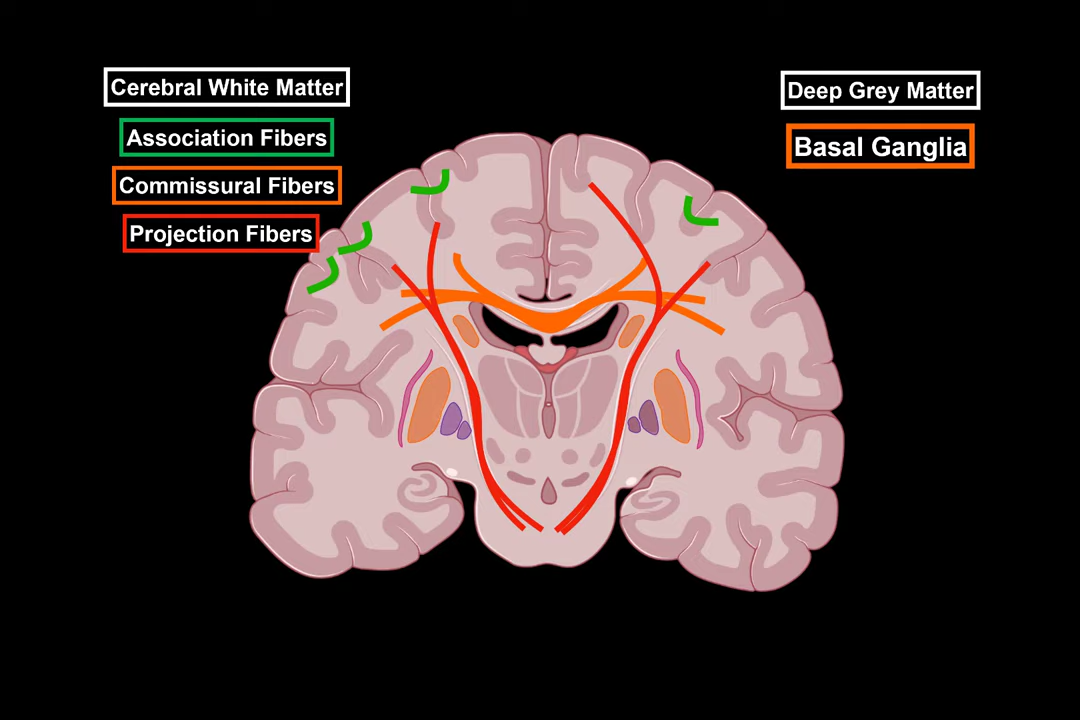 Cerebral White Matter
Association Fibers
Commissural Fibers
Projection Fibers
Deep Grey Matter
Basal Ganglia